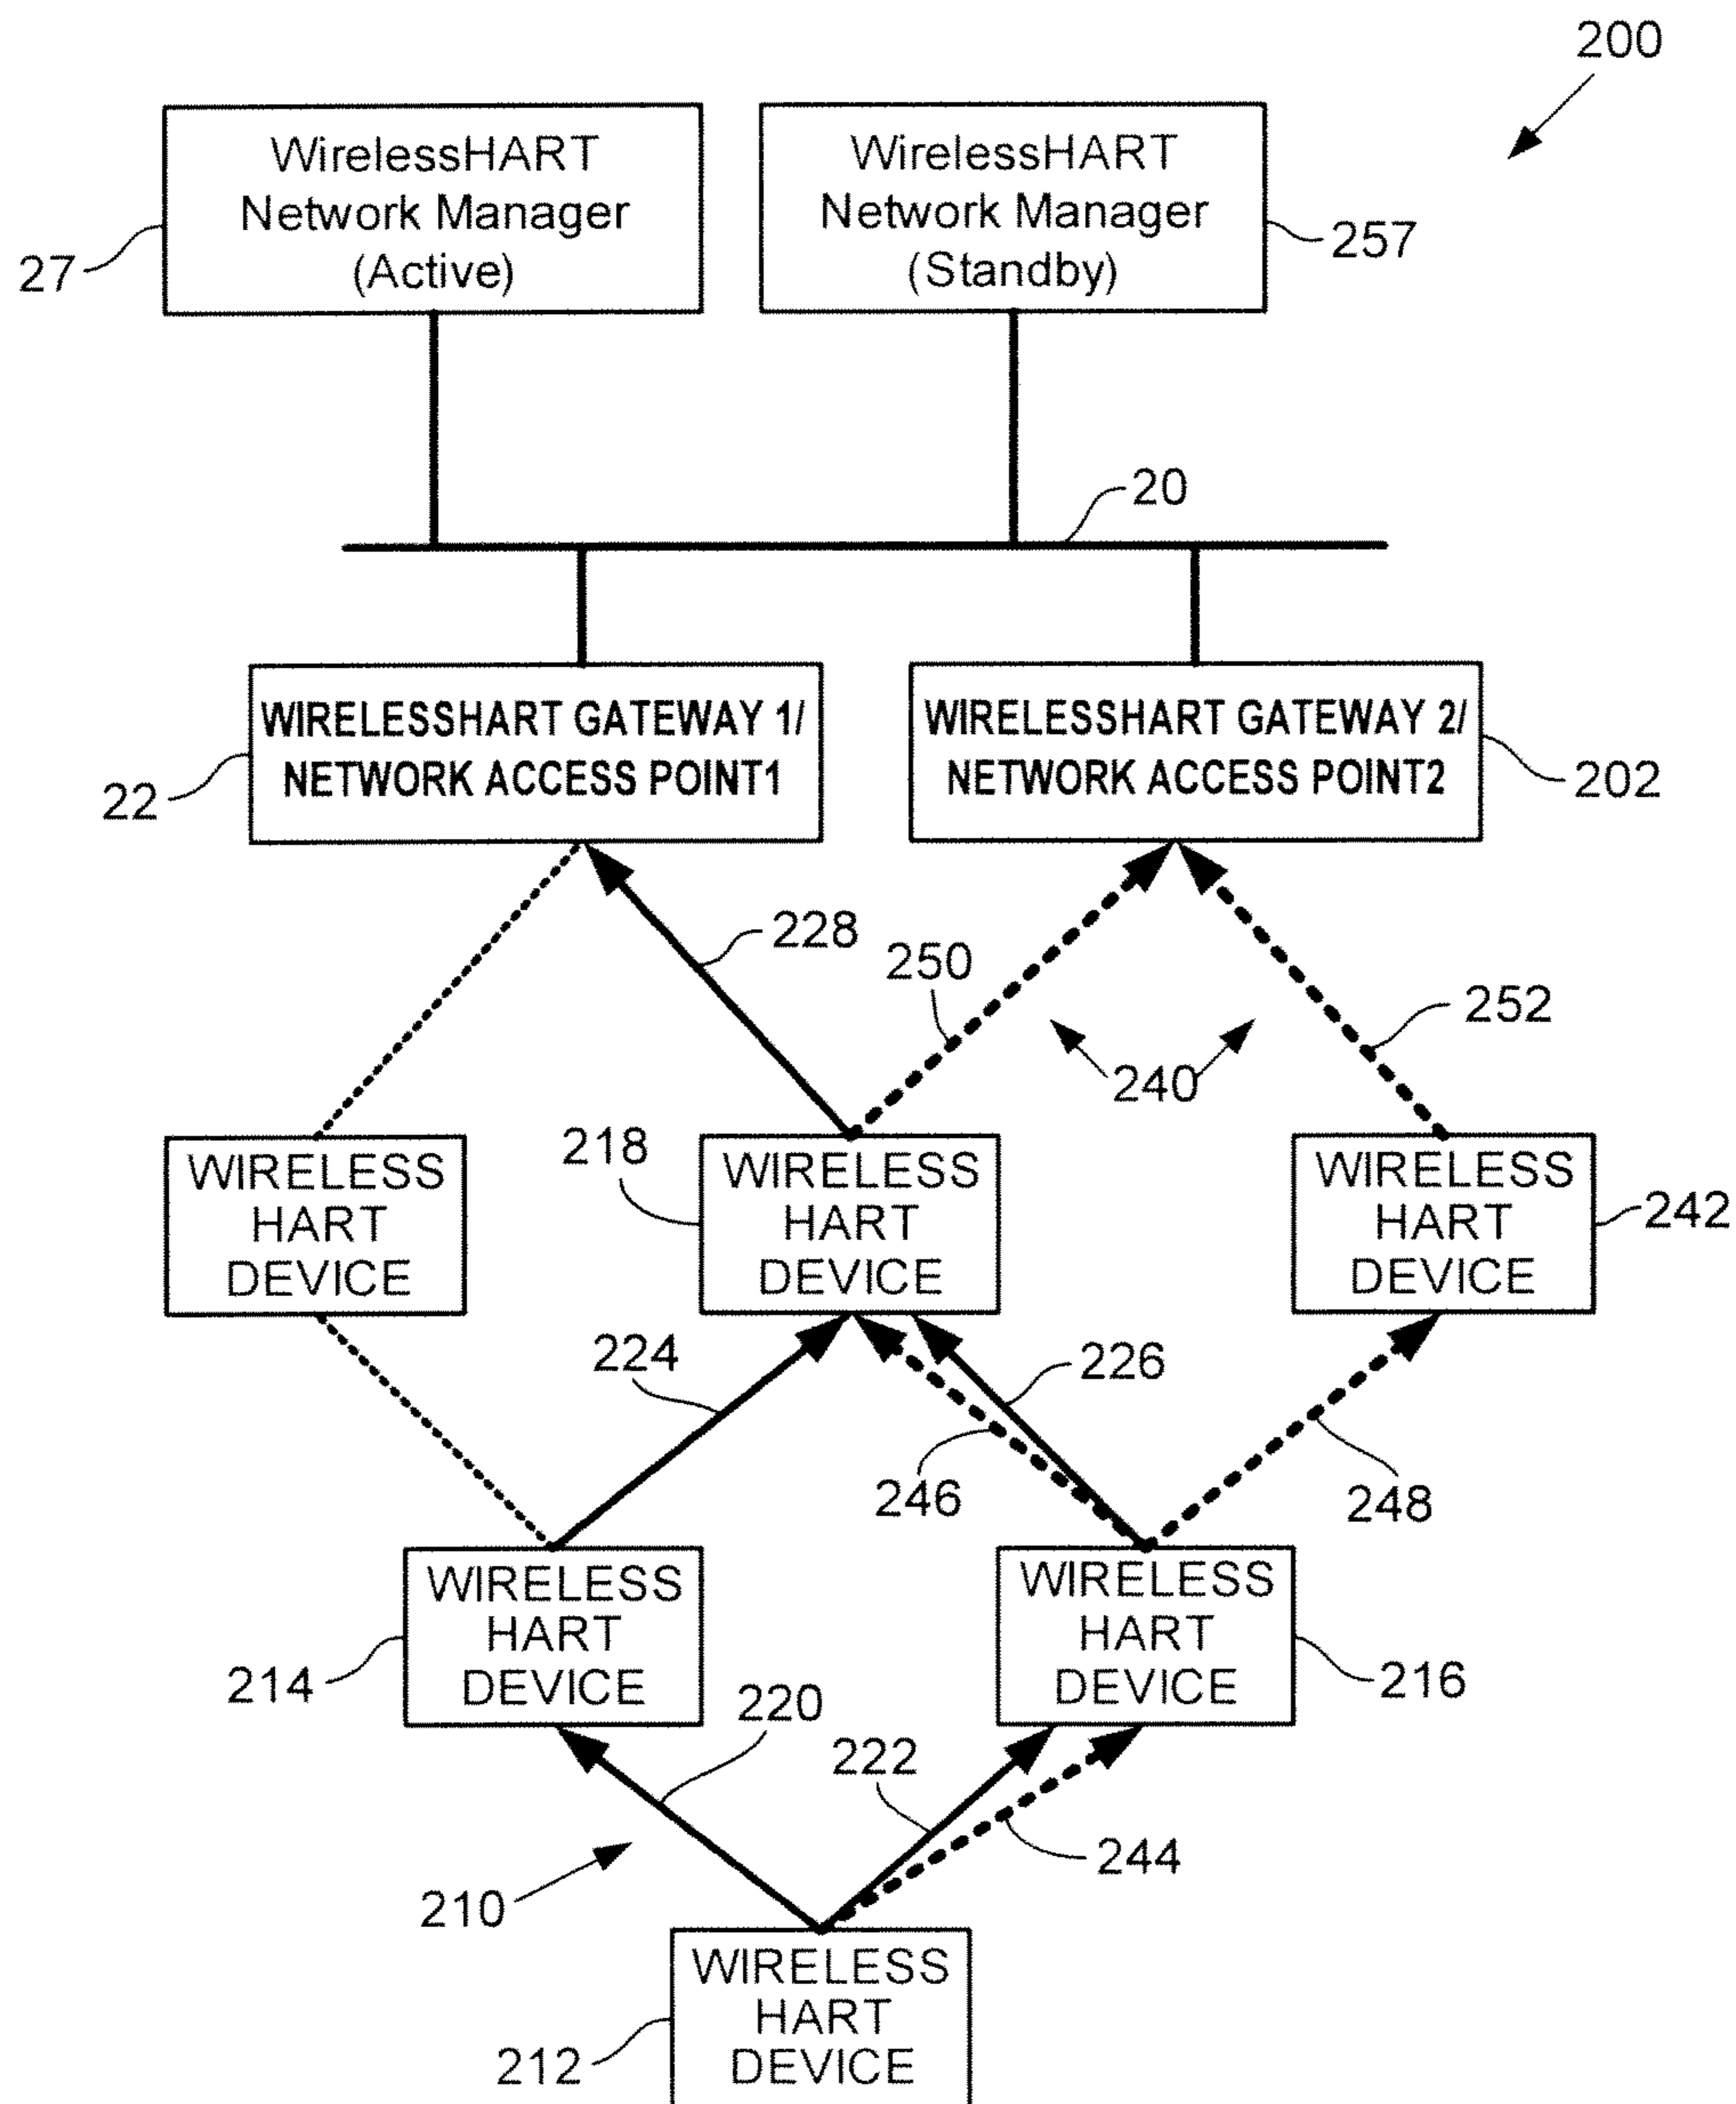 200
WirelessHART
Network Manager
(Active)
27
WirelessHART
Network Manager
(Standby)
257
20
WIRELESSHART GATEWAY 1/
NETWORK ACCESS POINT1
22
WIRELESSHART GATEWAY 2/
NETWORK ACCESS POINT2
202
228
250
252
240
WIRELESS
HART
DEVICE
218
WIRELESS
HART
DEVICE
WIRELESS
HART
DEVICE
242
224
226
246
248
WIRELESS
HART
DEVICE
214
WIRELESS
HART
DEVICE
216
220
222
244
210
WIRELESS
HART
DEVICE
212